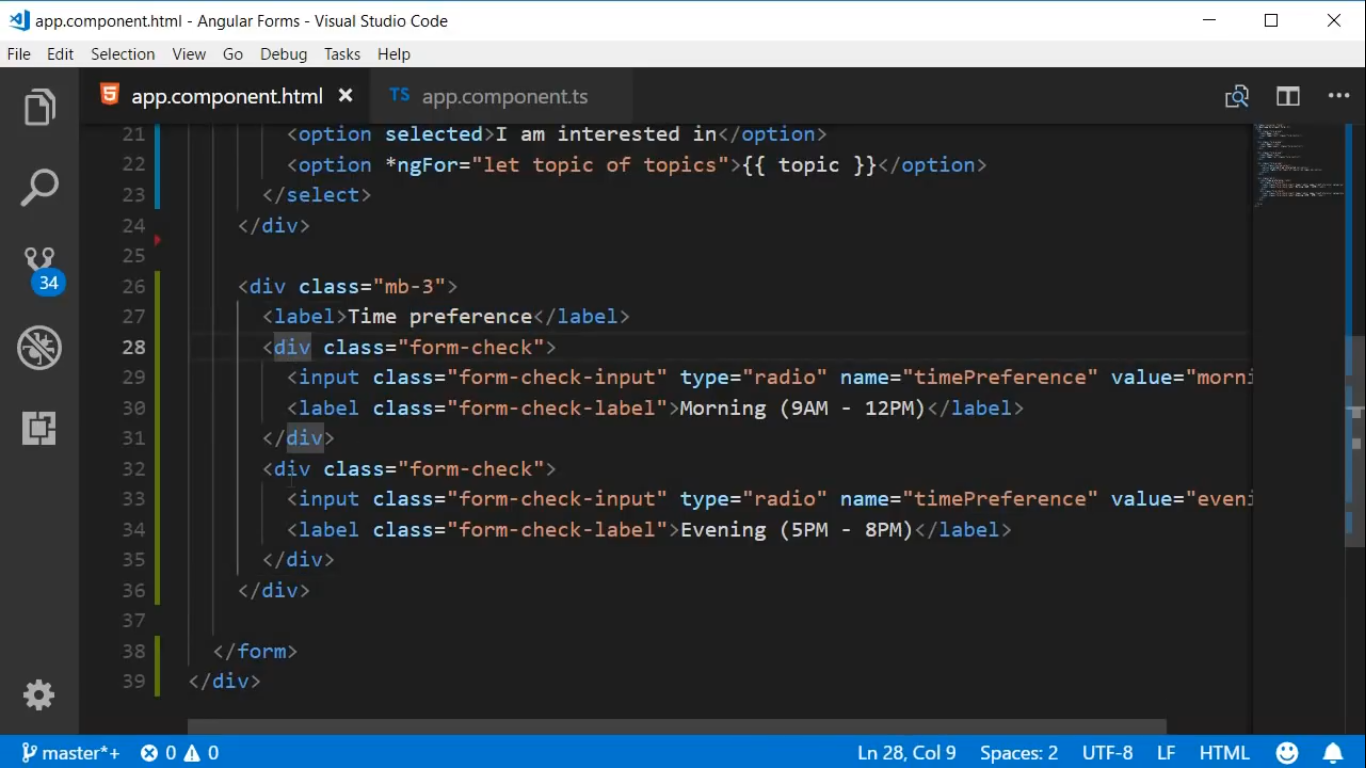 app.component.html - Angular Forms - Visual Studio Code
File Edit Selection View Go Debug Tasks Help
app.component.html TS app.component.ts
21 <option selected>I am interested in</option>
22 <option *ngFor="let topic of topics">{{ topic }}</option>
23 </select>
24 </div>
25
26 <div class="mb-3">
27 <label>Time preference</label>
28 <div class="form-check">
29 <input class="form-check-input" type="radio" name="timePreference" value="morni
30 <label class="form-check-label">Morning (9AM - 12PM)</label>
31 </div>
32 <div class="form-check">
33 <input class="form-check-input" type="radio" name="timePreference" value="eveni
34 <label class="form-check-label">Evening (5PM - 8PM)</label>
35 </div>
36 </div>
37
38 </form>
39 </div>
34
master*+ 0 0 Ln 28, Col 9 Spaces: 2 UTF-8 LF HTML